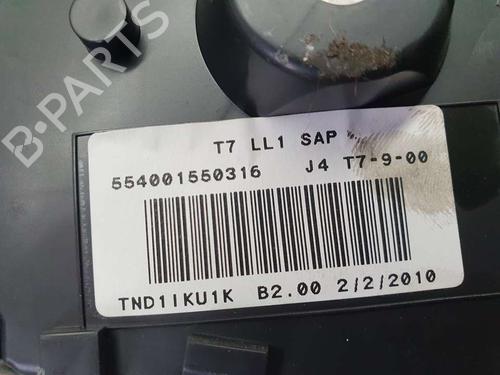 T7 LL1 SAP
554001550316 J4 T7-9-00
TND1IKU1K B2.00 2/2/2010
B-PARTS